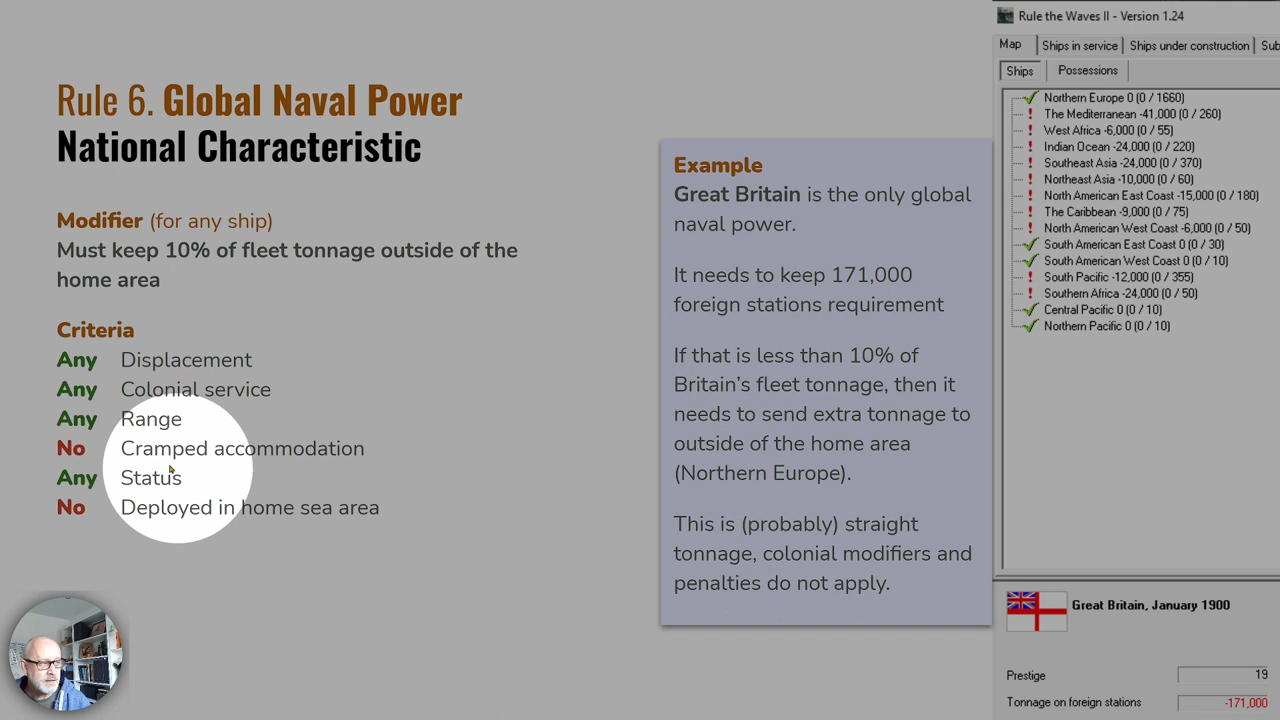 Rule 6. Global Naval Power
National Characteristic
Modifier (for any ship)
Must keep 10% of fleet tonnage outside of the
home area
Criteria
Any Displacement
Any Colonial service
Any Range
No Cramped accommodation
Any Status
No Deployed in home sea area
Example
Great Britain is the only global
naval power.
It needs to keep 171,000
foreign stations requirement
If that is less than 10% of
Britain's fleet tonnage, then it
needs to send extra tonnage to
outside of the home area
(Northern Europe).
This is (probably) straight
tonnage, colonial modifiers and
penalties do not apply.
Rule the Waves II - Version 1.24
Map Ships in service Ships under construction Sub
Ships Possessions
Northern Europe 0 (0 / 1660)
The Mediterranean -41,000 (0 / 260)
West Africa -6,000 (0 / 55)
Indian Ocean -24,000 (0 / 220)
Southeast Asia -24,000 (0 / 370)
Northeast Asia -10,000 (0 / 60)
North American East Coast -15,000 (0 / 180)
The Caribbean -9,000 (0 / 75)
North American West Coast -6,000 (0 / 50)
South American East Coast 0 (0 / 30)
South American West Coast 0 (0 / 10)
South Pacific -12,000 (0 / 355)
Southern Africa -24,000 (0 / 50)
Central Pacific 0 (0 / 10)
Northern Pacific 0 (0 / 10)
Great Britain, January 1900
Prestige 19
Tonnage on foreign stations -171,000